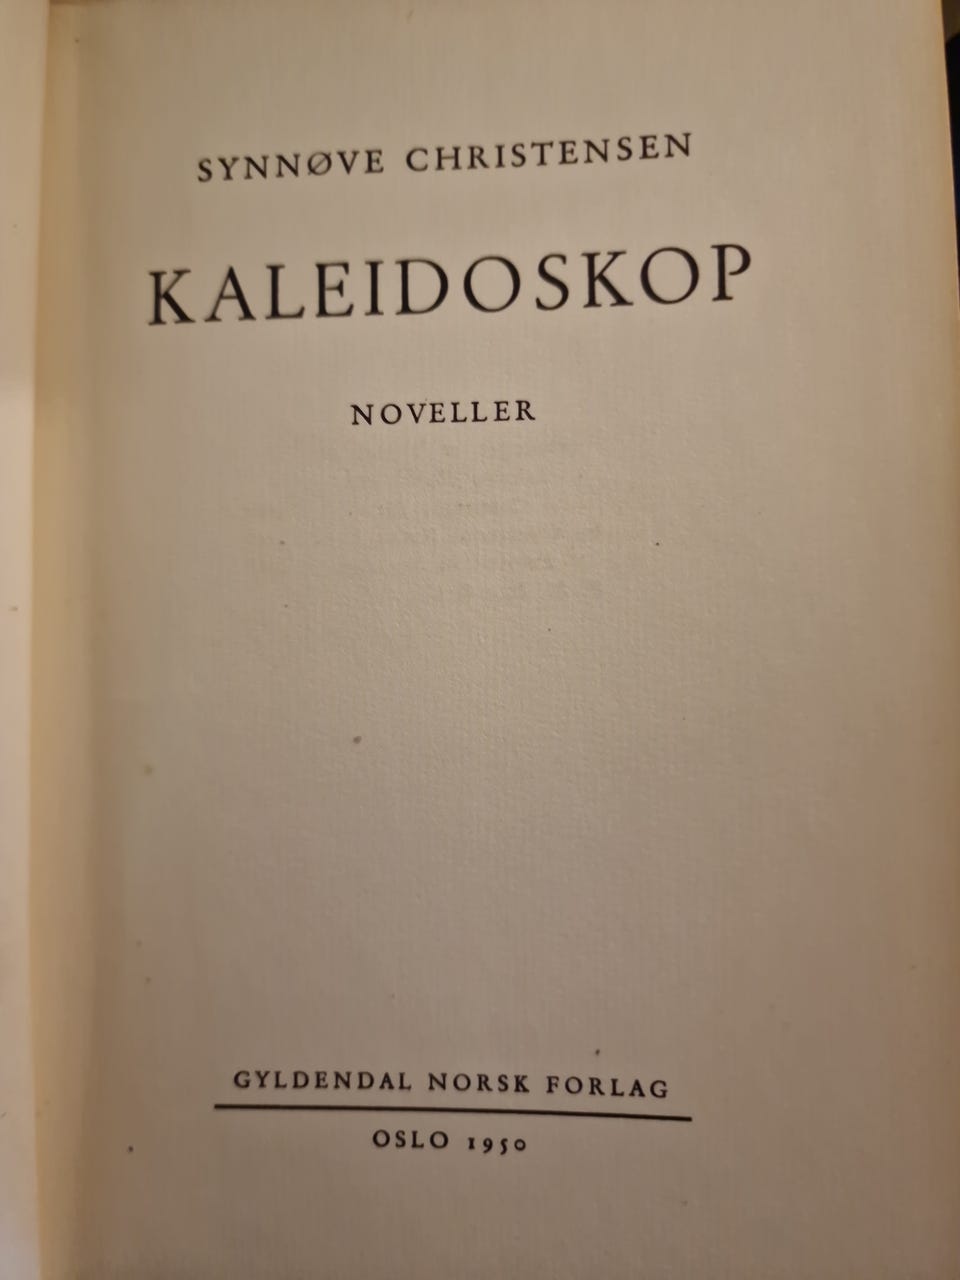 SYNNØVE CHRISTENSEN
KALEIDOSKOP
NOVELLER
GYLDENDAL NORSK FORLAG
OSLO 1950